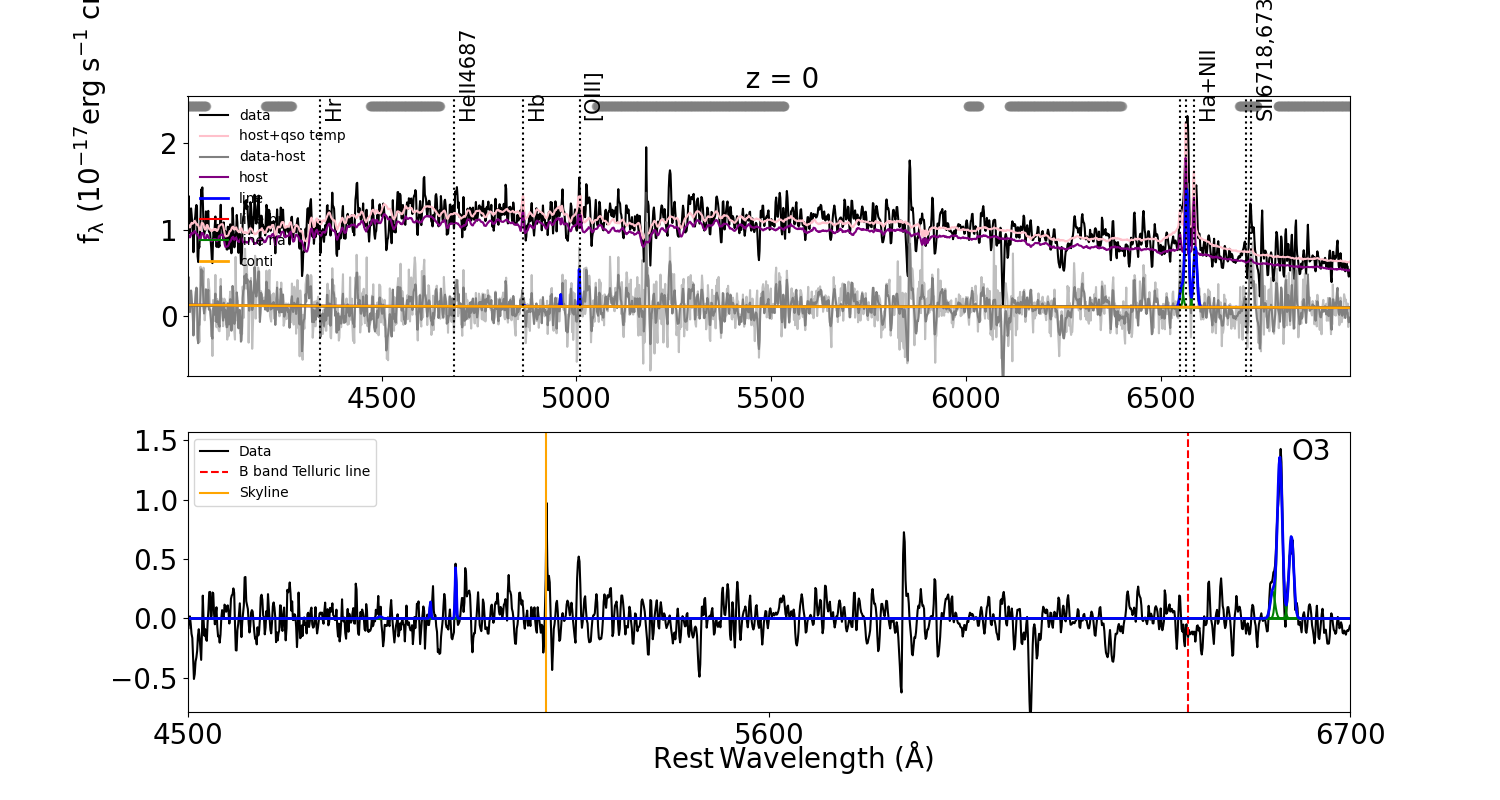 z = 0
f_λ (10^−17 erg s^−1
Hr
HeII4687
Hb
[OIII]
Ha+NII
SII6718,673
data
host+qso temp
data-host
host
line
conti
2
1
0
4500
5000
5500
6000
6500
Data
B band Telluric line
Skyline
O3
1.5
1.0
0.5
0.0
−0.5
4500
5600
6700
Rest Wavelength (Å)